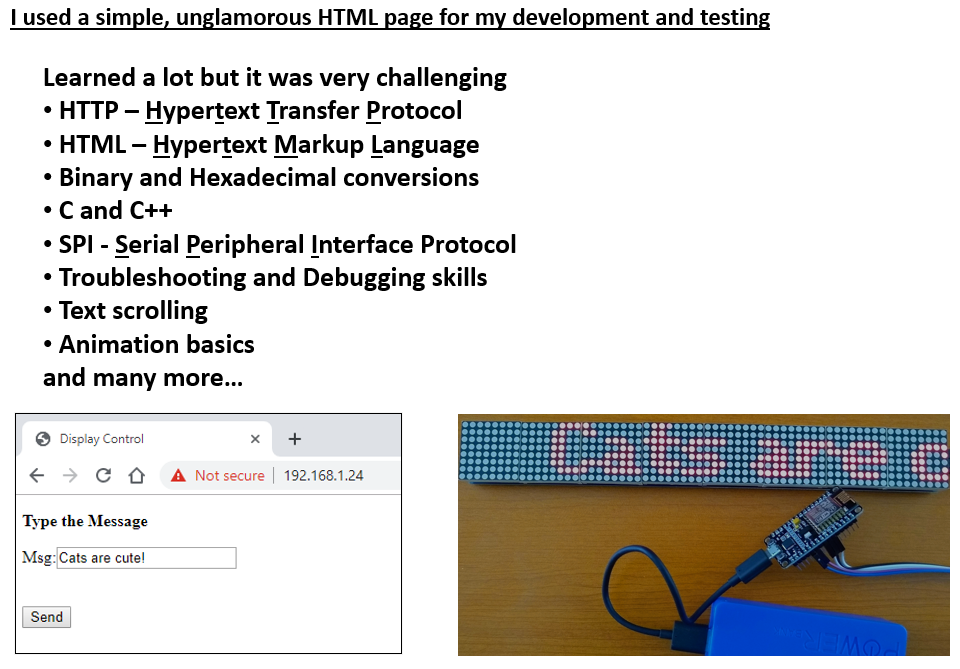 I used a simple, unglamorous HTML page for my development and testing
Learned a lot but it was very challenging
• HTTP – Hypertext Transfer Protocol
• HTML – Hypertext Markup Language
• Binary and Hexadecimal conversions
• C and C++
• SPI - Serial Peripheral Interface Protocol
• Troubleshooting and Debugging skills
• Text scrolling
• Animation basics
and many more…
Display Control
Not secure | 192.168.1.24
Type the Message
Msg: Cats are cute!
Send
Cats are c
POWER